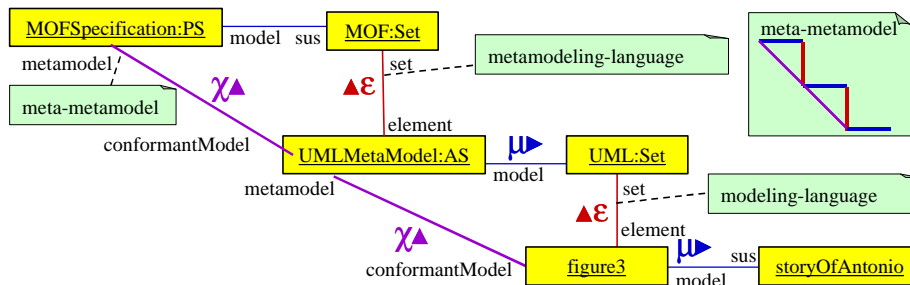 MOFSpecification:PS
model
sus
MOF:Set
meta-metamodel
metamodel
set
metamodeling-language
χ▲
▲ε
meta-metamodel
element
conformantModel
UMLMetaModel:AS
μ▶
model
UML:Set
metamodel
set
modeling-language
▲ε
χ▲
element
μ▶
conformantModel
figure3
model
sus
storyOfAntonio